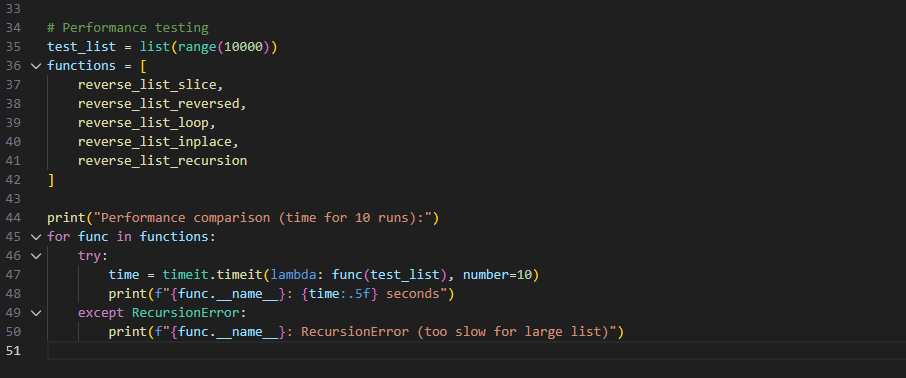 33
34 # Performance testing
35 test_list = list(range(10000))
36 functions = [
37     reverse_list_slice,
38     reverse_list_reversed,
39     reverse_list_loop,
40     reverse_list_inplace,
41     reverse_list_recursion
42 ]
43
44 print("Performance comparison (time for 10 runs):")
45 for func in functions:
46     try:
47         time = timeit.timeit(lambda: func(test_list), number=10)
48         print(f"{func.__name__}: {time:.5f} seconds")
49     except RecursionError:
50         print(f"{func.__name__}: RecursionError (too slow for large list)")
51